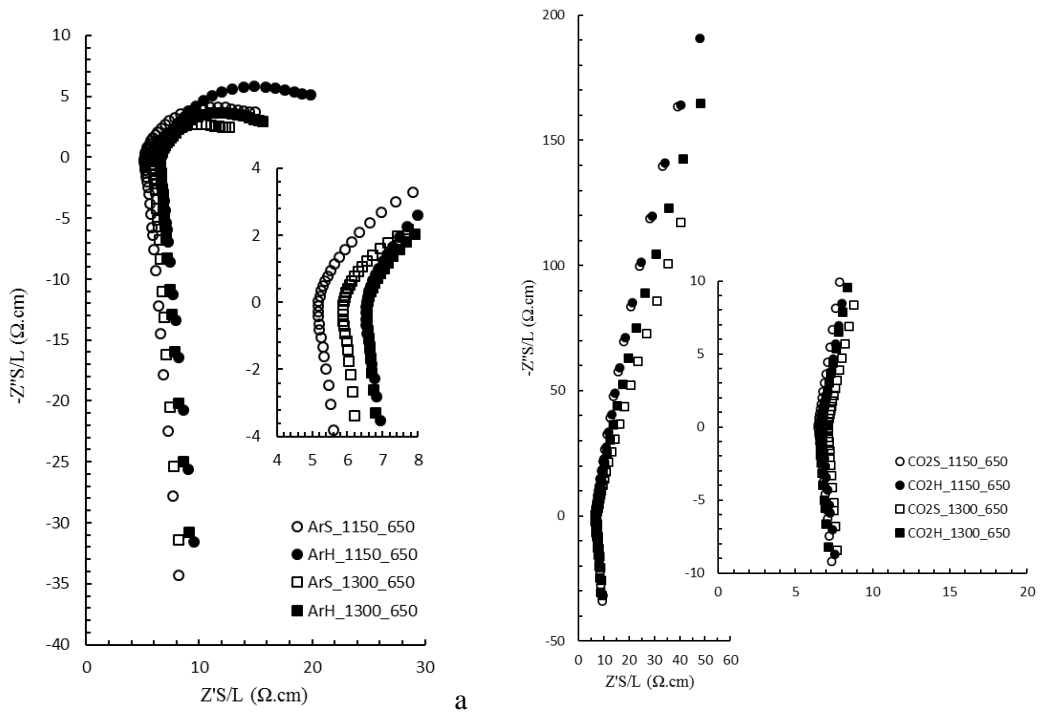 10
5
0
-5
-10
-15
-20
-25
-30
-35
-40
-Z"S/L (Ω.cm)
0
10
20
30
Z'S/L (Ω.cm)
4
2
0
-2
-4
4
5
6
7
8
ArS_1150_650
ArH_1150_650
ArS_1300_650
ArH_1300_650
a
200
150
100
50
0
-50
-Z"S/L (Ω.cm)
0 10 20 30 40 50 60
Z'S/L (Ω.cm)
10
5
0
-5
-10
0
5
10
15
20
CO2S_1150_650
CO2H_1150_650
CO2S_1300_650
CO2H_1300_650